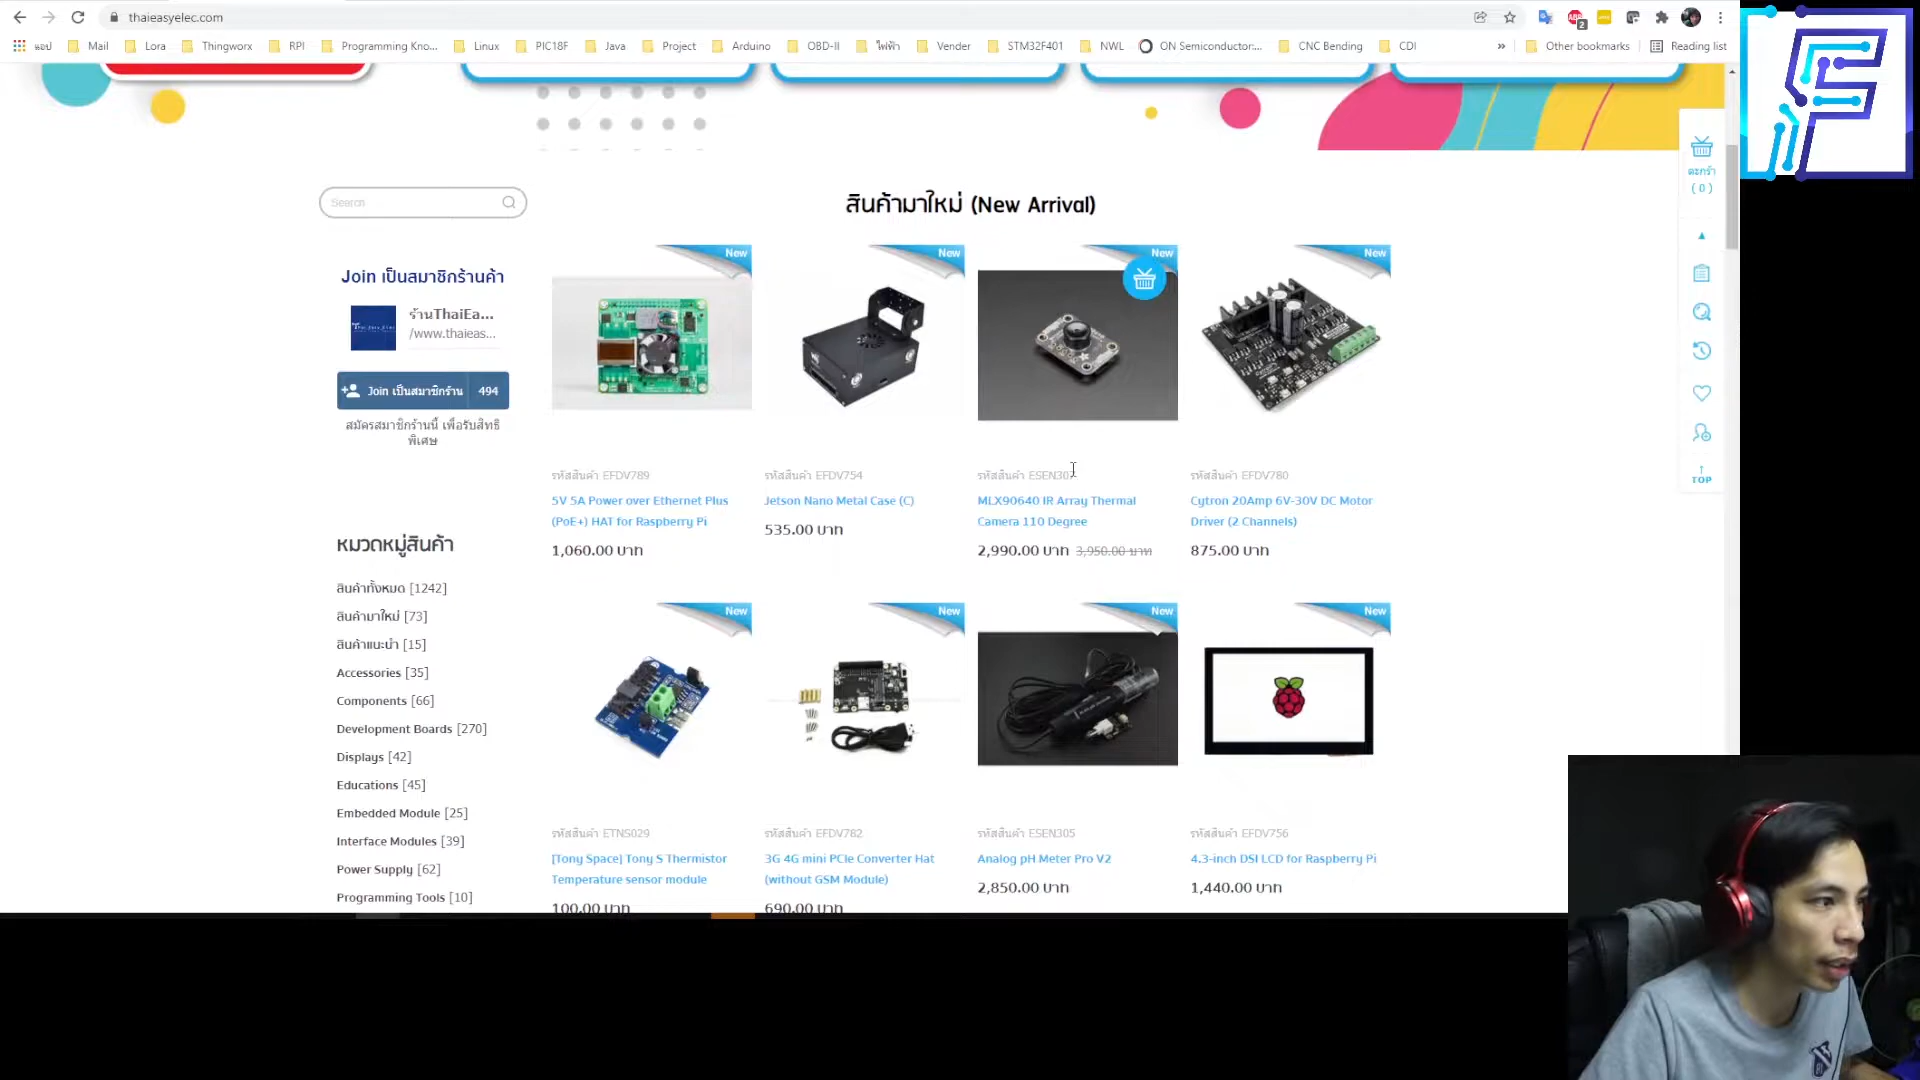 thaieasyelec.com
แอป
Mail
Lora
Thingworx
RPI
Programming Kno...
Linux
PIC18F
Java
Project
Arduino
OBD-II
ไฟฟ้า
Vender
STM32F401
NWL
ON Semiconductor:...
CNC Bending
CDI
»
Other bookmarks
Reading list
ABP
2
ตะกร้า
( 0 )
TOP
Search
สินค้ามาใหม่ (New Arrival)
Join เป็นสมาชิกร้านค้า
ร้านThaiEa...
/www.thaieas...
Join เป็นสมาชิกร้าน 494
สมัครสมาชิกร้านนี้ เพื่อรับสิทธิ
พิเศษ
New
New
New
New
รหัสสินค้า EFDV789
5V 5A Power over Ethernet Plus
(PoE+) HAT for Raspberry Pi
1,060.00 บาท
รหัสสินค้า EFDV754
Jetson Nano Metal Case (C)
535.00 บาท
รหัสสินค้า
MLX90640 IR Array Thermal
Camera 110 Degree
2,990.00 บาท 3,950.00 บาท
รหัสสินค้า EFDV780
Cytron 20Amp 6V-30V DC Motor
Driver (2 Channels)
875.00 บาท
หมวดหมู่สินค้า
สินค้าทั้งหมด [1242]
สินค้ามาใหม่ [73]
สินค้าแนะนำ [15]
Accessories [35]
Components [66]
Development Boards [270]
Displays [42]
Educations [45]
Embedded Module [25]
Interface Modules [39]
Power Supply [62]
Programming Tools [10]
New
New
New
New
รหัสสินค้า ETNS029
[Tony Space] Tony S Thermistor
Temperature sensor module
100.00 บาท
รหัสสินค้า EFDV782
3G 4G mini PCIe Converter Hat
(without GSM Module)
690.00 บาท
รหัสสินค้า ESEN305
Analog pH Meter Pro V2
2,850.00 บาท
รหัสสินค้า EFDV756
4.3-inch DSI LCD for Raspberry Pi
1,440.00 บาท